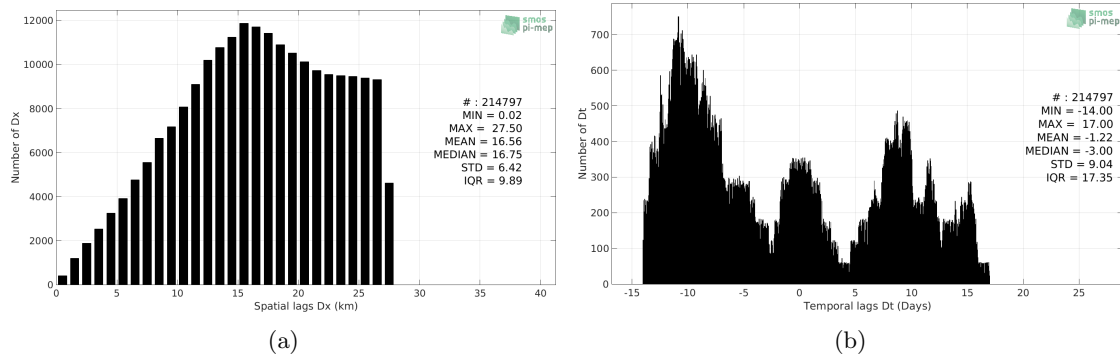 12000
10000
8000
6000
4000
2000
0
Number of Dx
0 5 10 15 20 25 30 35 40
Spatial lags Dx (km)
smos
pi-mep
# : 214797
MIN = 0.02
MAX = 27.50
MEAN = 16.56
MEDIAN = 16.75
STD = 6.42
IQR = 9.89
(a)
700
600
500
400
300
200
100
0
Number of Dt
-15 -10 -5 0 5 10 15 20 25
Temporal lags Dt (Days)
smos
pi-mep
# : 214797
MIN = -14.00
MAX = 17.00
MEAN = -1.22
MEDIAN = -3.00
STD = 9.04
IQR = 17.35
(b)